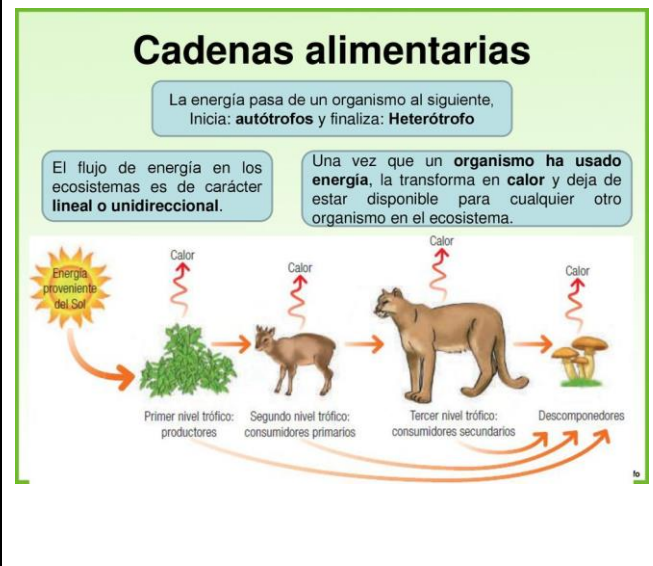 Cadenas alimentarias
La energía pasa de un organismo al siguiente,
Inicia: autótrofos y finaliza: Heterótrofo
El flujo de energía en los
ecosistemas es de carácter
lineal o unidireccional.
Una vez que un organismo ha usado
energía, la transforma en calor y deja de
estar disponible para cualquier otro
organismo en el ecosistema.
Energía
proveniente
del Sol
Calor
Calor
Calor
Calor
Primer nivel trófico:
productores
Segundo nivel trófico:
consumidores primarios
Tercer nivel trófico:
consumidores secundarios
Descomponedores